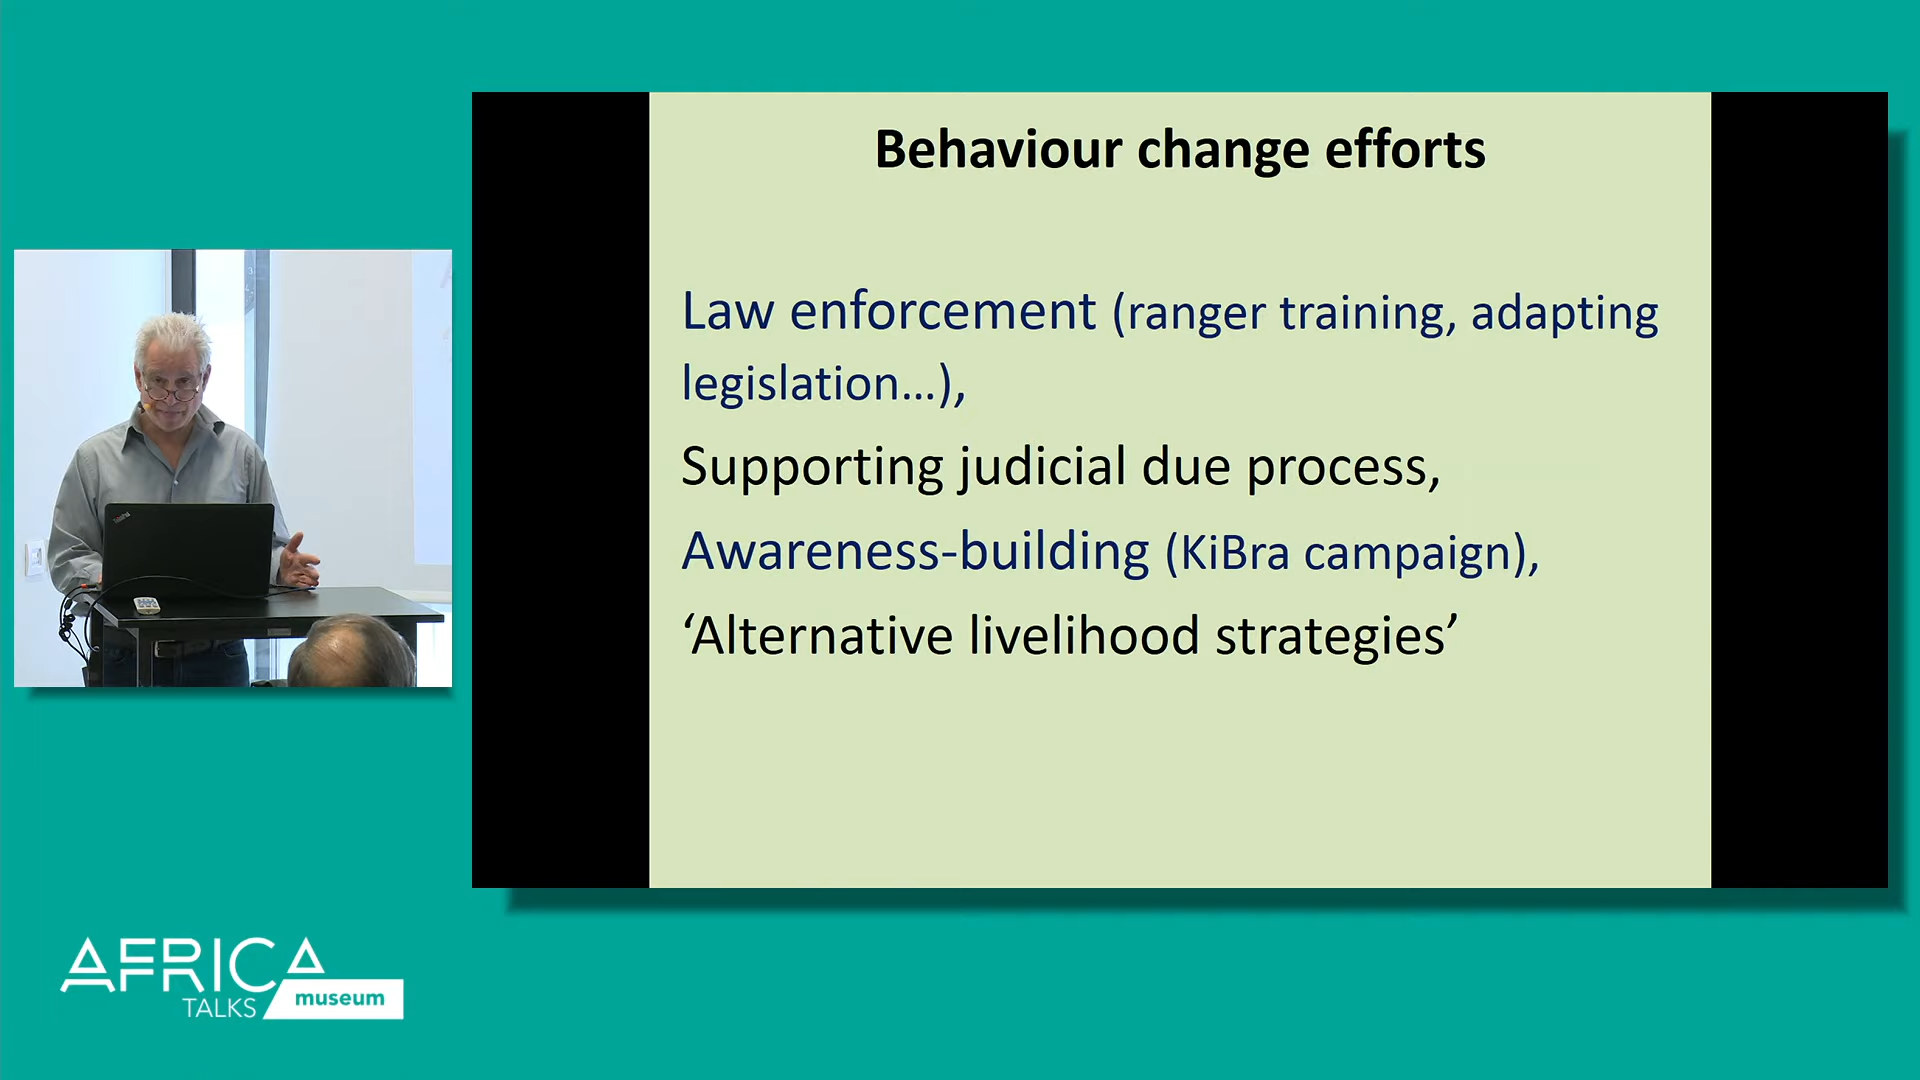 Behaviour change efforts
Law enforcement (ranger training, adapting
legislation...),
Supporting judicial due process,
Awareness-building (KiBra campaign),
‘Alternative livelihood strategies’
AFRICA
TALKS museum